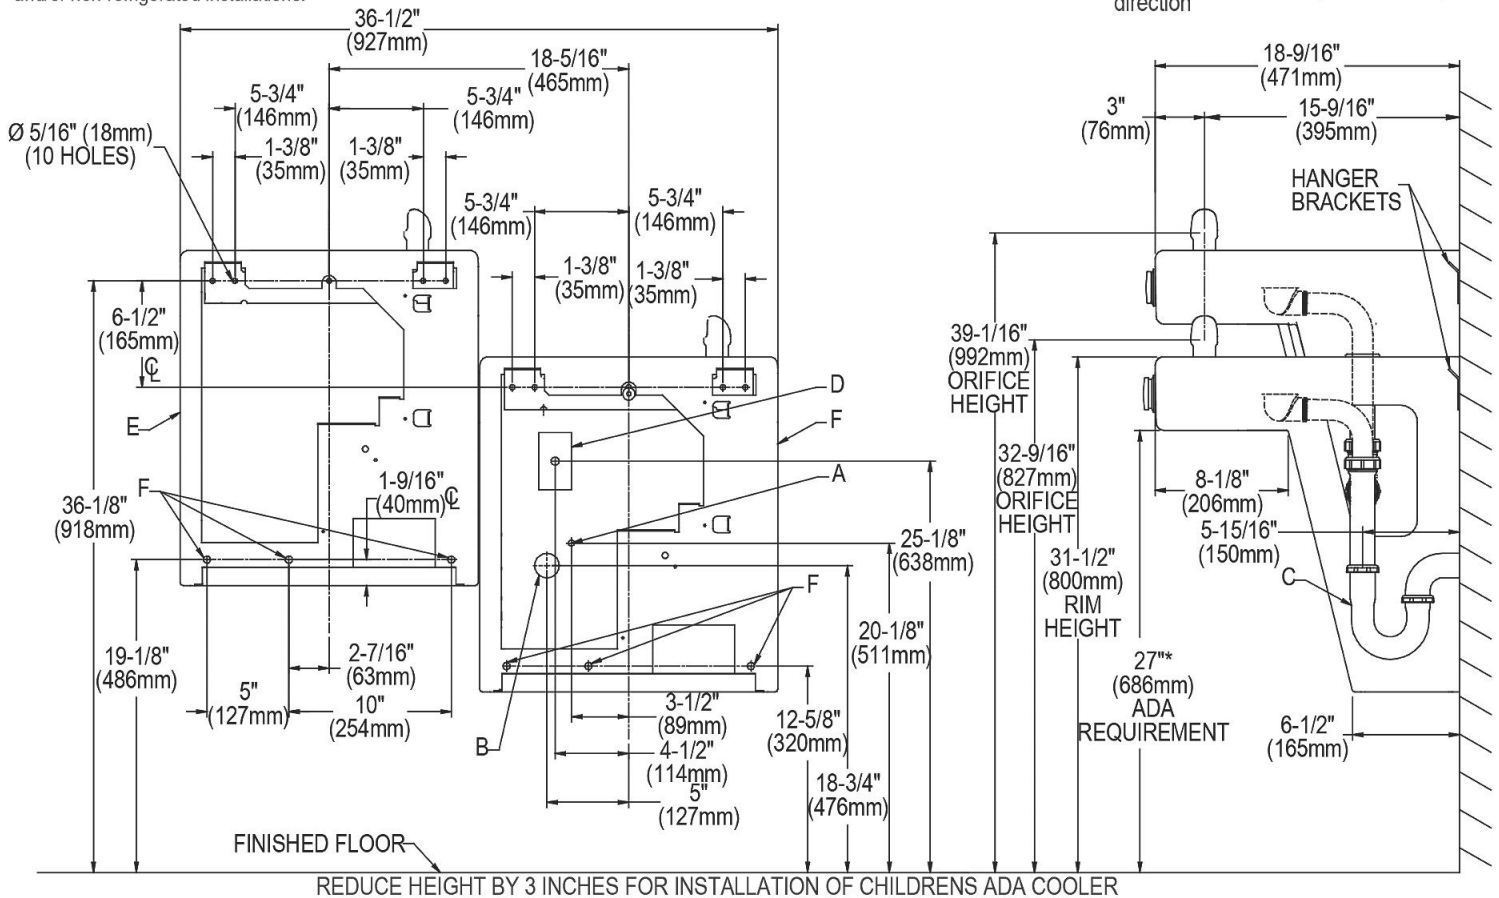 direction
36-1/2"
(927mm)
18-5/16"
(465mm)
5-3/4"
(146mm)
5-3/4"
(146mm)
Ø 5/16" (18mm)
(10 HOLES)
1-3/8"
(35mm)
1-3/8"
(35mm)
5-3/4"
(146mm)
5-3/4"
(146mm)
1-3/8"
(35mm)
1-3/8"
(35mm)
6-1/2"
(165mm)
℄
E
D
F
A
F
1-9/16"
(40mm)
℄
36-1/8"
(918mm)
25-1/8"
(638mm)
F
20-1/8"
(511mm)
19-1/8"
(486mm)
2-7/16"
(63mm)
5"
(127mm)
10"
(254mm)
B
3-1/2"
(89mm)
4-1/2"
(114mm)
5"
(127mm)
12-5/8"
(320mm)
18-3/4"
(476mm)
FINISHED FLOOR
18-9/16"
(471mm)
3"
(76mm)
15-9/16"
(395mm)
HANGER
BRACKETS
39-1/16"
(992mm)
ORIFICE
HEIGHT
32-9/16"
(827mm)
ORIFICE
HEIGHT
8-1/8"
(206mm)
5-15/16"
(150mm)
31-1/2"
(800mm)
RIM
HEIGHT
C
27"*
(686mm)
ADA
REQUIREMENT
6-1/2"
(165mm)
REDUCE HEIGHT BY 3 INCHES FOR INSTALLATION OF CHILDRENS ADA COOLER